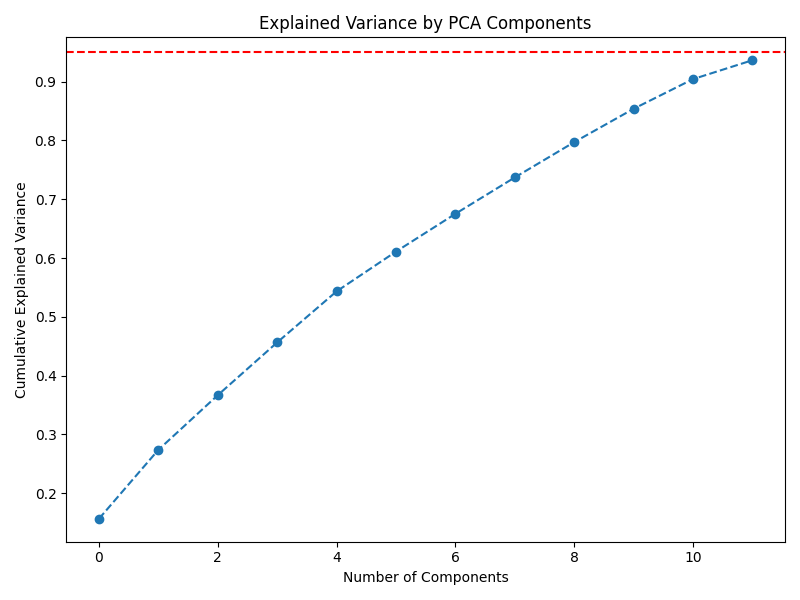 Explained Variance by PCA Components
Cumulative Explained Variance
0.9
0.8
0.7
0.6
0.5
0.4
0.3
0.2
0 2 4 6 8 10
Number of Components